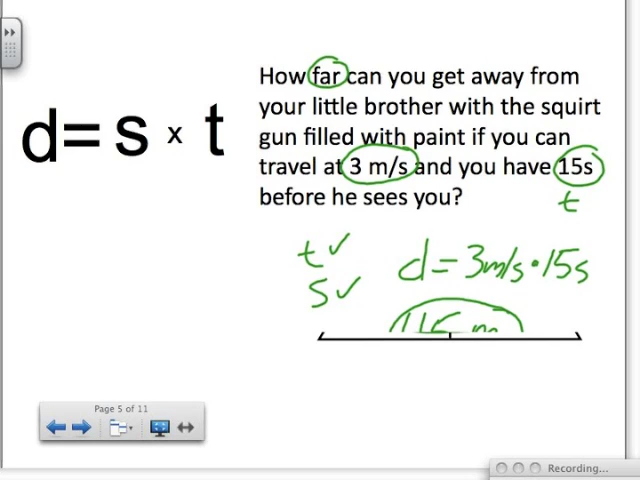 d= s x t
How far can you get away from
your little brother with the squirt
gun filled with paint if you can
travel at 3 m/s and you have 15s
before he sees you?
t
t✓
s✓
d=3m/s•15s
Page 5 of 11
Recording...